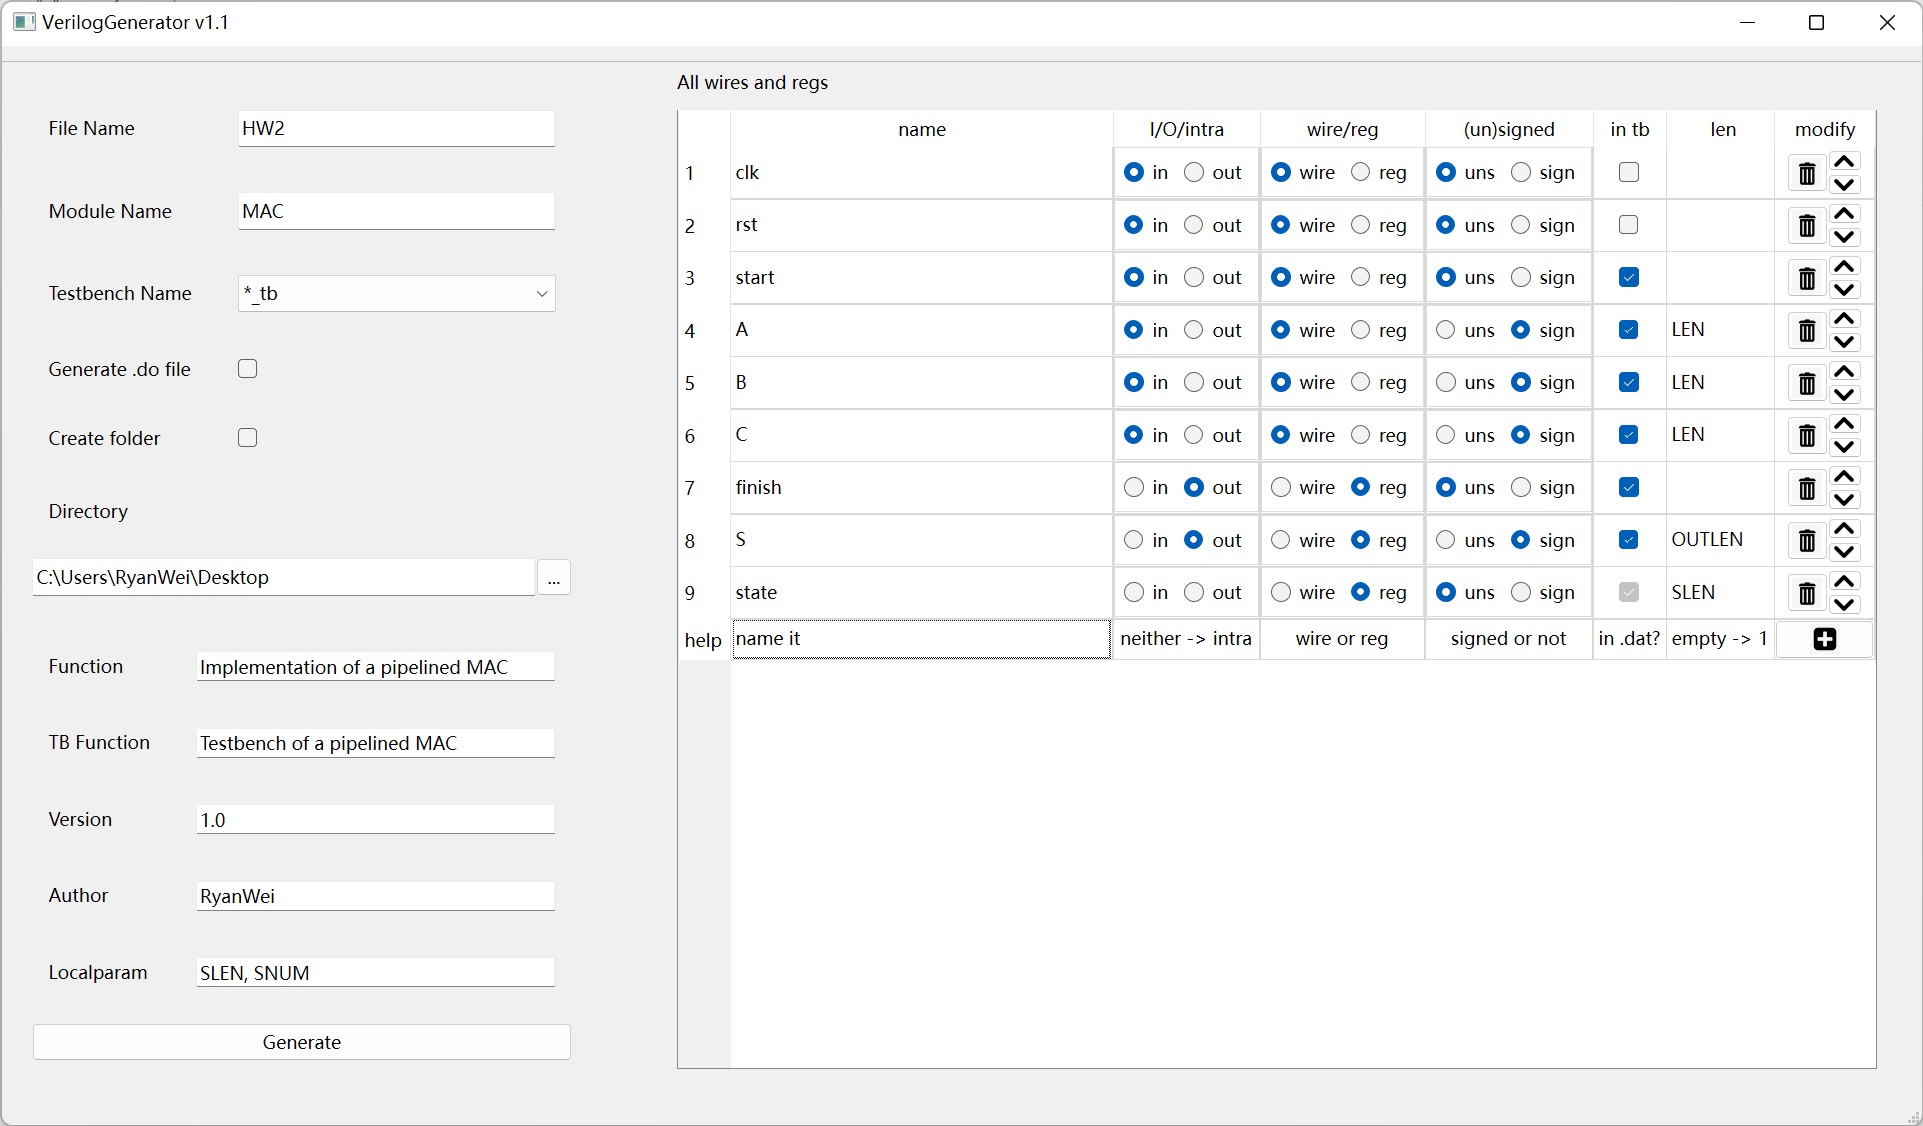 VerilogGenerator v1.1
File Name HW2
Module Name MAC
Testbench Name *_tb
Generate .do file
Create folder
Directory
C:\Users\RyanWei\Desktop ...
Function Implementation of a pipelined MAC
TB Function Testbench of a pipelined MAC
Version 1.0
Author RyanWei
Localparam SLEN, SNUM
Generate
All wires and regs
name I/O/intra wire/reg (un)signed in tb len modify
1 clk in out wire reg uns sign
2 rst in out wire reg uns sign
3 start in out wire reg uns sign
4 A in out wire reg uns sign LEN
5 B in out wire reg uns sign LEN
6 C in out wire reg uns sign LEN
7 finish in out wire reg uns sign
8 S in out wire reg uns sign OUTLEN
9 state in out wire reg uns sign SLEN
help name it neither -> intra wire or reg signed or not in .dat? empty -> 1